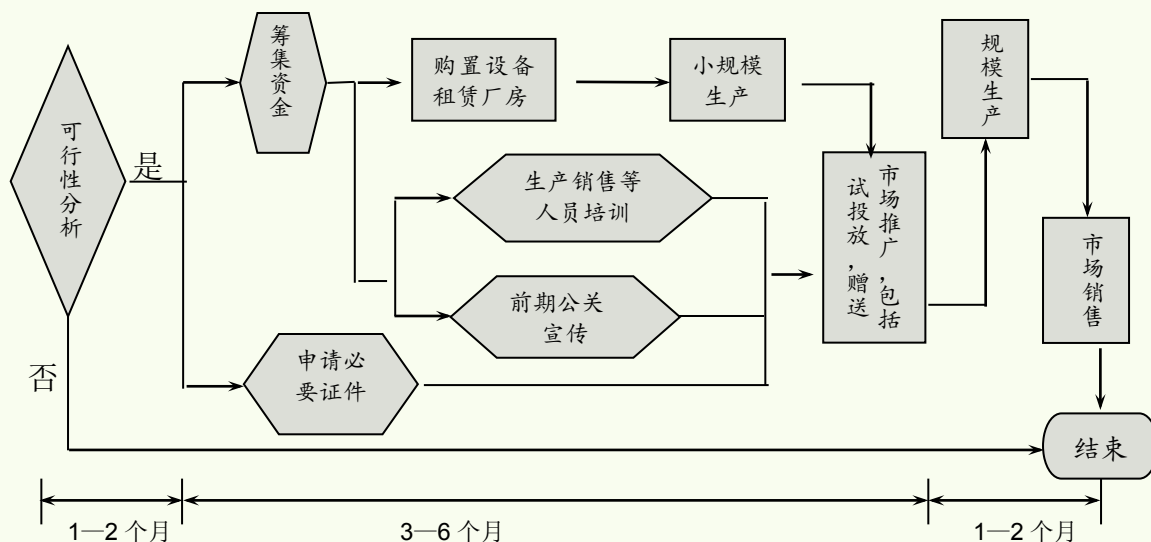 可行性分析
是
否
筹集资金
购置设备
租赁厂房
小规模
生产
规模生产
生产销售等
人员培训
前期公关
宣传
申请必
要证件
市场推广,包括
试投放,赠送
市场销售
结束
1—2 个月
3—6 个月
1—2 个月